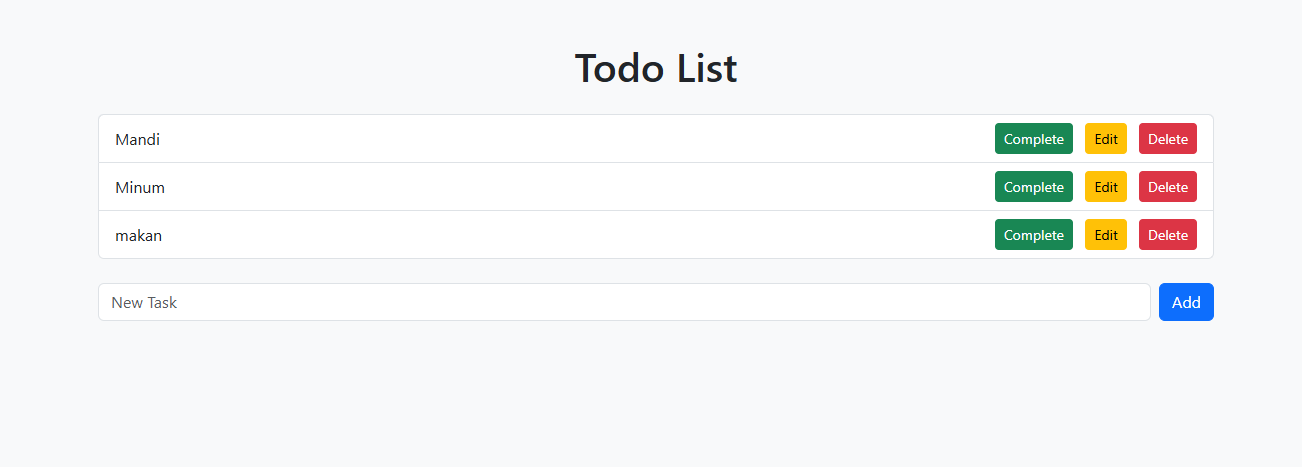 Todo List
Mandi Complete Edit Delete
Minum Complete Edit Delete
makan Complete Edit Delete
New Task Add